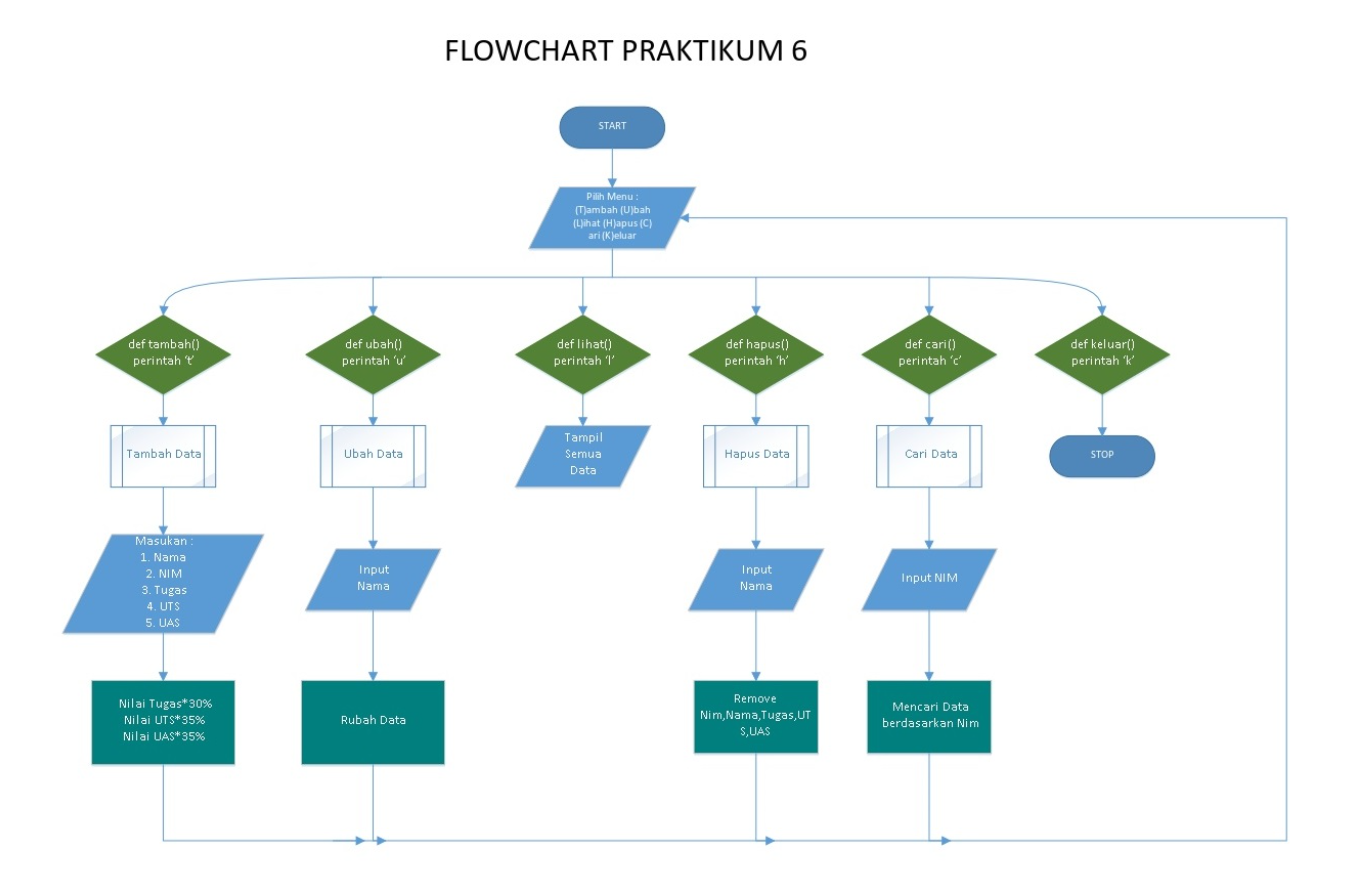 FLOWCHART PRAKTIKUM 6
START
Pilih Menu :
(T)ambah (U)bah
(L)ihat (H)apus (C)
ari (K)eluar
def tambah()
perintah ‘t’
def ubah()
perintah ‘u’
def lihat()
perintah ‘l’
def hapus()
perintah ‘h’
def cari()
perintah ‘c’
def keluar()
perintah ‘k’
Tambah Data
Ubah Data
Tampil
Semua
Data
Hapus Data
Cari Data
STOP
Masukan :
1. Nama
2. NIM
3. Tugas
4. UTS
5. UAS
Input
Nama
Input
Nama
Input NIM
Nilai Tugas*30%
Nilai UTS*35%
Nilai UAS*35%
Rubah Data
Remove
Nim,Nama,Tugas,UT
S,UAS
Mencari Data
berdasarkan Nim